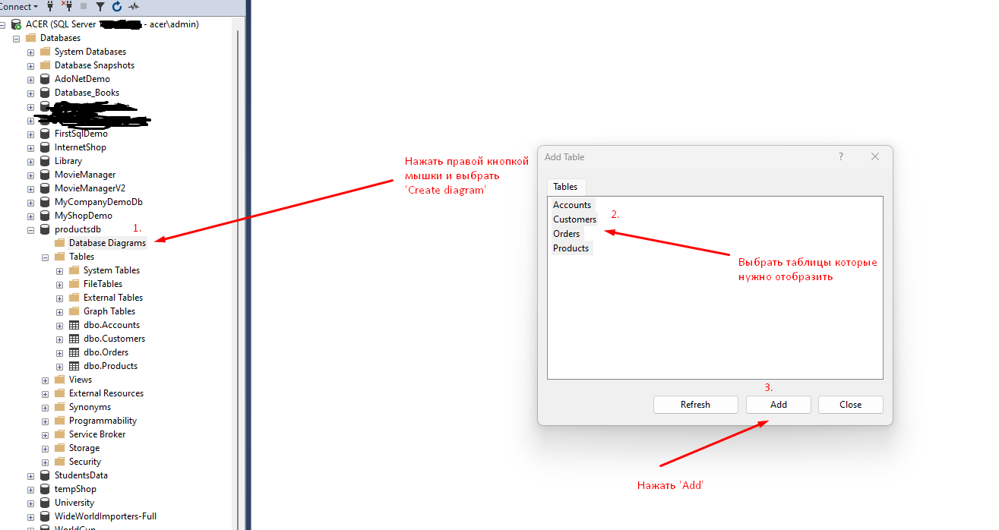 Connect
ACER (SQL Server - acer\admin)
Databases
System Databases
Database Snapshots
AdoNetDemo
Database_Books
FirstSqlDemo
InternetShop
Library
MovieManager
MovieManagerV2
MyCompanyDemoDb
MyShopDemo
productsdb
1.
Database Diagrams
Tables
System Tables
FileTables
External Tables
Graph Tables
dbo.Accounts
dbo.Customers
dbo.Orders
dbo.Products
Views
External Resources
Synonyms
Programmability
Service Broker
Storage
Security
StudentsData
tempShop
University
WideWorldImporters-Full
WorldCup
Нажать правой кнопкой
мышки и выбрать
'Create diagram'
Add Table
?
Tables
Accounts
Customers
Orders
Products
2.
Выбрать таблицы которые
нужно отобразить
3.
Refresh
Add
Close
Нажать 'Add'